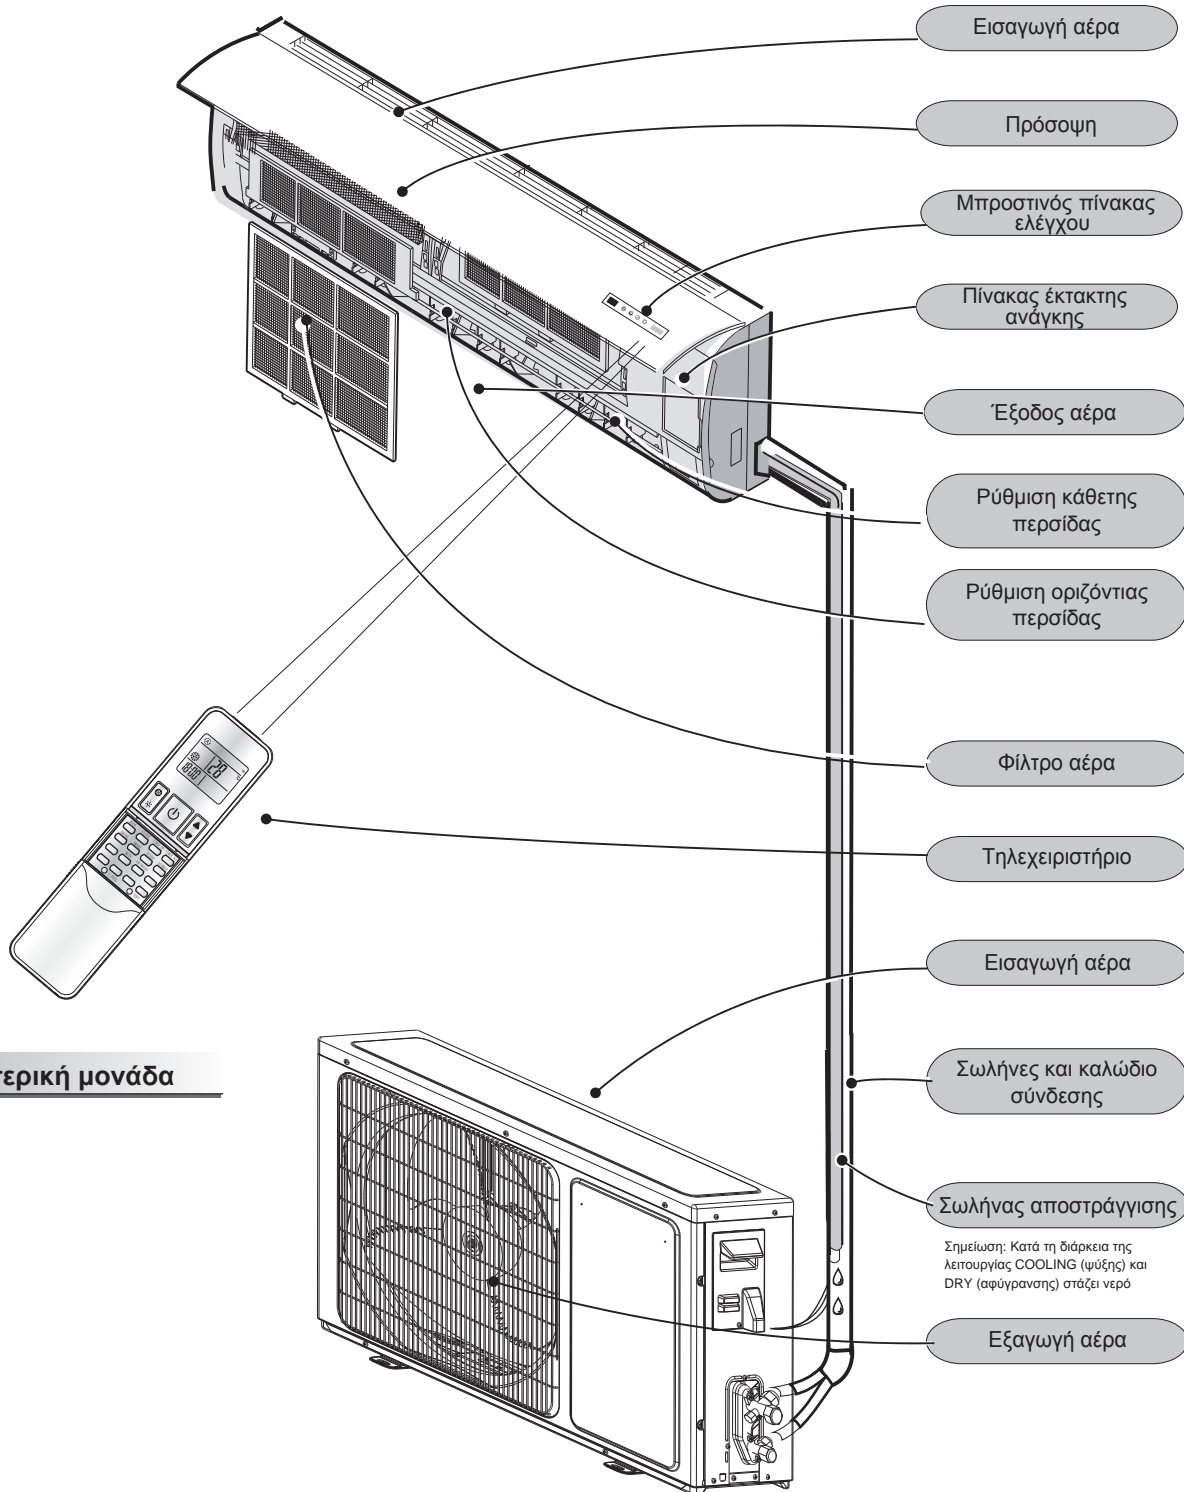 Εισαγωγή αέρα
Πρόσοψη
Μπροστινός πίνακας
ελέγχου
Πίνακας έκτακτης
ανάγκης
Έξοδος αέρα
Ρύθμιση κάθετης
περσίδας
Ρύθμιση οριζόντιας
περσίδας
Φίλτρο αέρα
Τηλεχειριστήριο
Εισαγωγή αέρα
τερική μονάδα
Σωλήνες και καλώδιο
σύνδεσης
Σωλήνας αποστράγγισης
Σημείωση: Κατά τη διάρκεια της
λειτουργίας COOLING (ψύξης) και
DRY (αφύγρανσης) στάζει νερό
Εξαγωγή αέρα